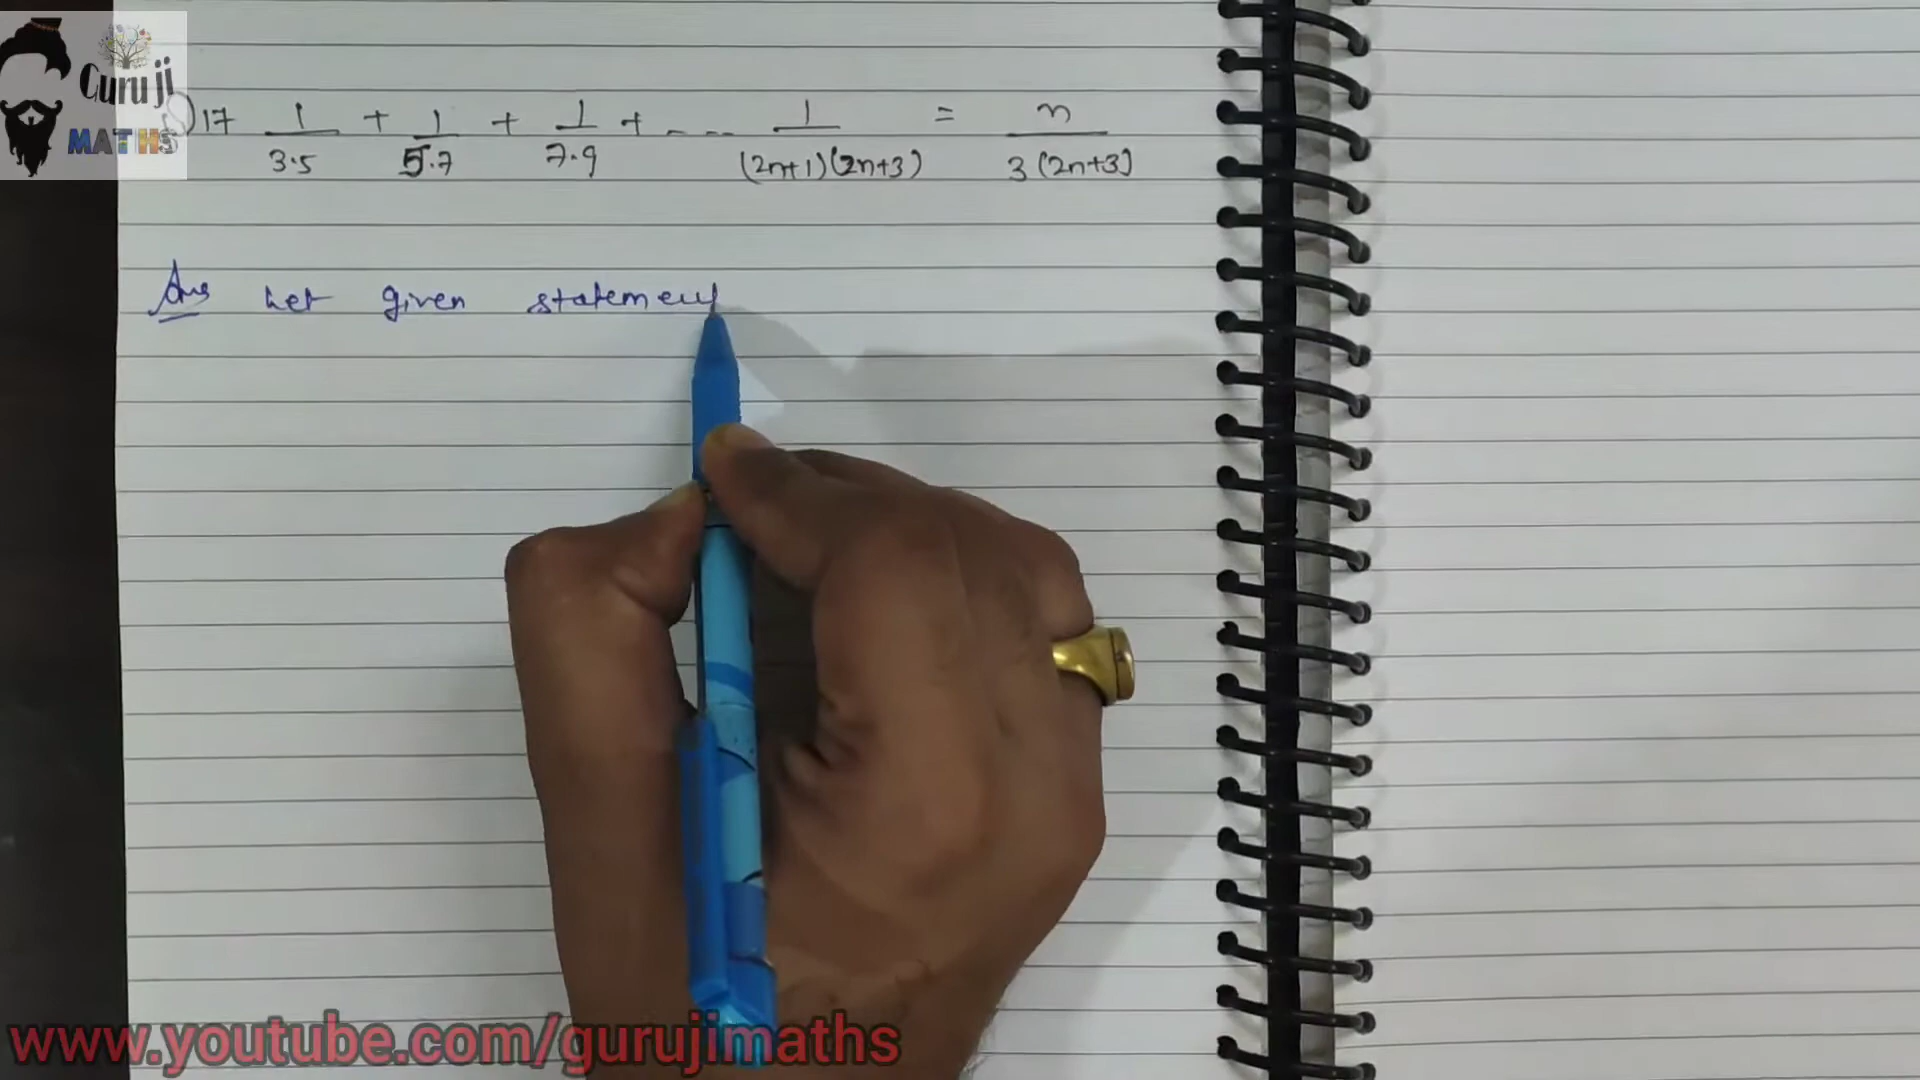 Guru ji
MATHS
Q)17 1/3.5 + 1/5.7 + 1/7.9 + - - - 1/(2n+1)(2n+3) = n/3(2n+3)
Ans Let given statement
www.youtube.com/gurujimaths